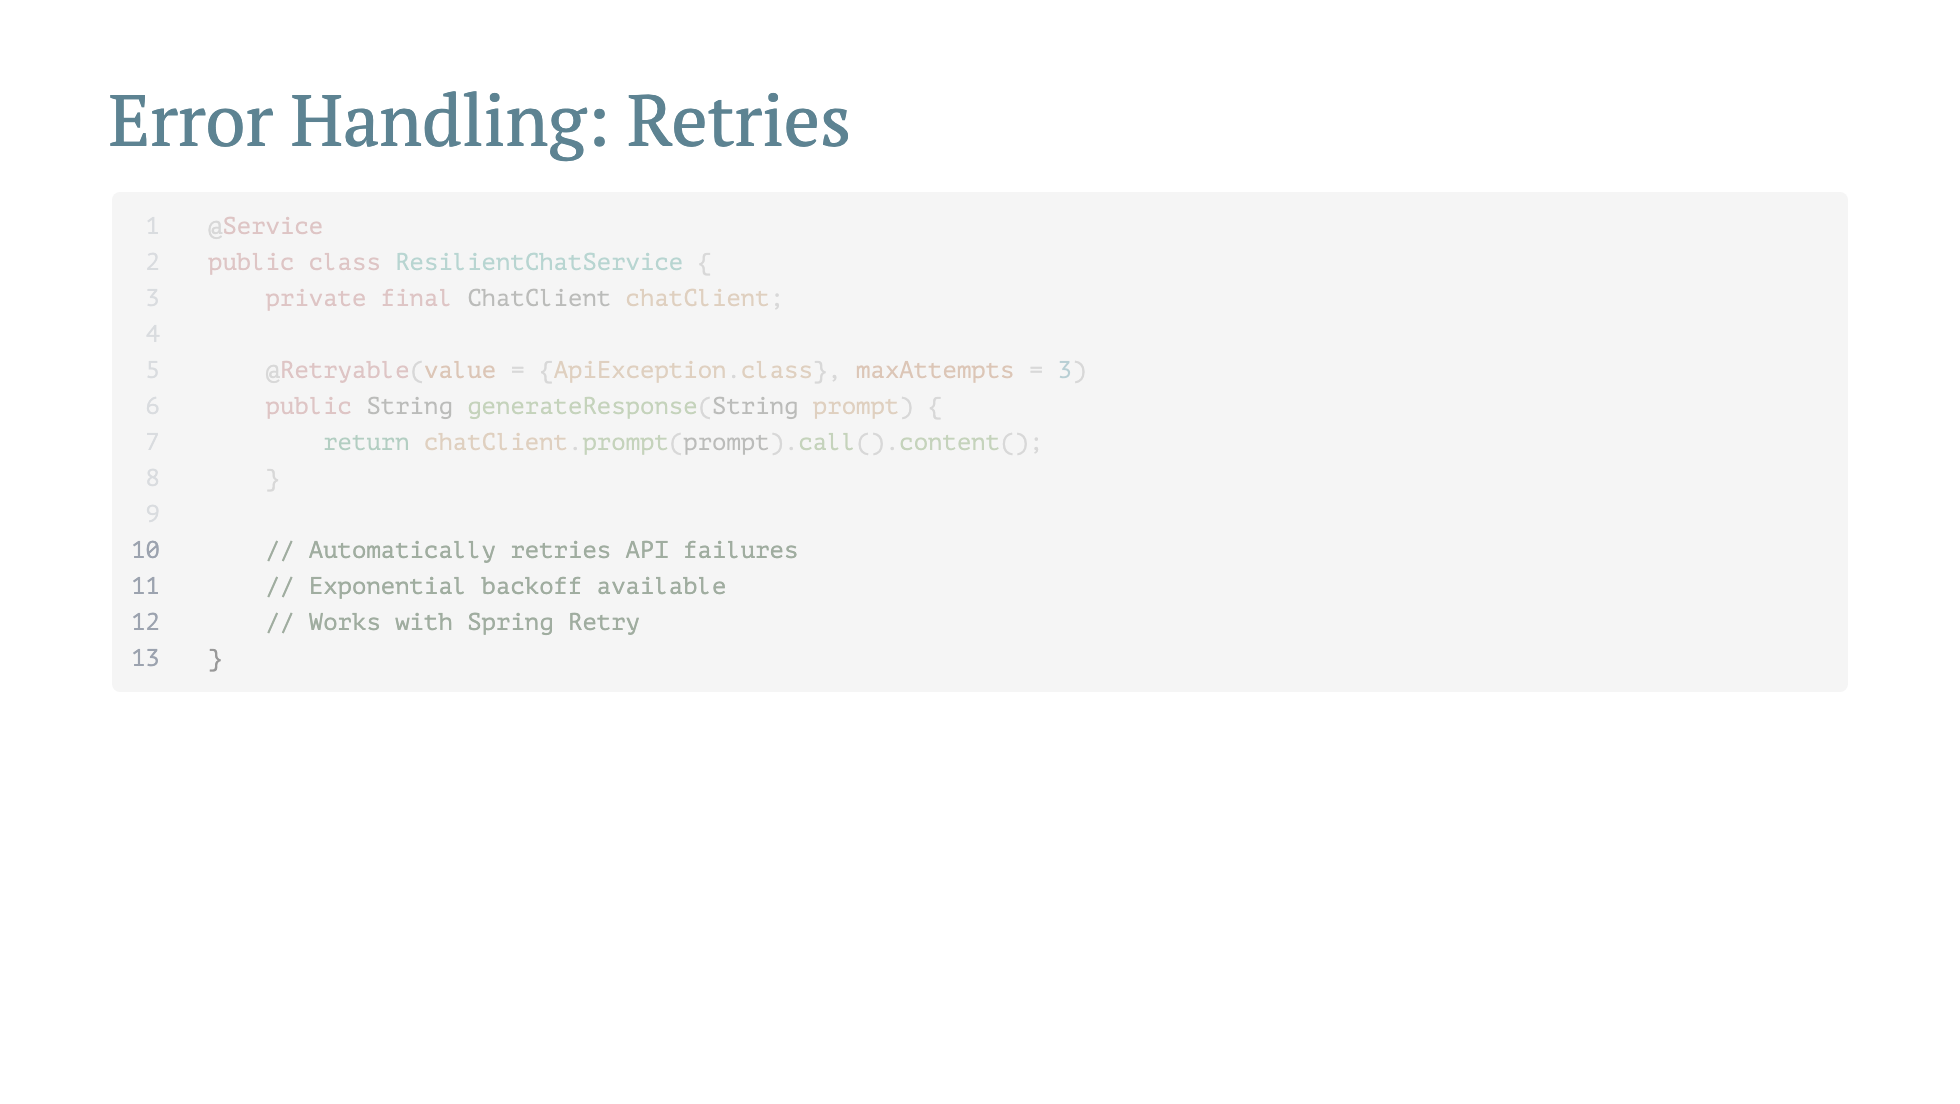 Error Handling: Retries
1 @Service
2 public class ResilientChatService {
3 private final ChatClient chatClient;
4
5 @Retryable(value = {ApiException.class}, maxAttempts = 3)
6 public String generateResponse(String prompt) {
7 return chatClient.prompt(prompt).call().content();
8 }
9
10 // Automatically retries API failures
11 // Exponential backoff available
12 // Works with Spring Retry
13 }